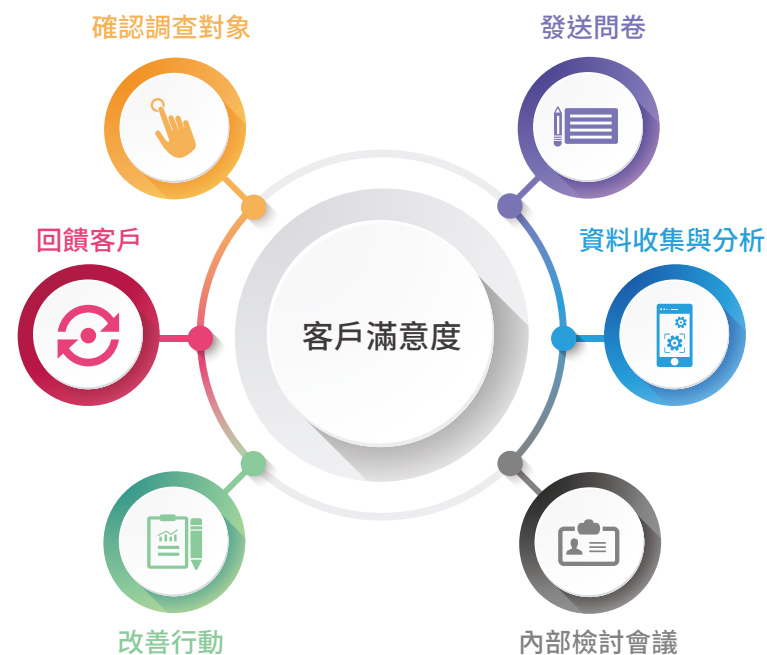 確認調查對象
發送問卷
回饋客戶
資料收集與分析
客戶滿意度
改善行動
內部檢討會議